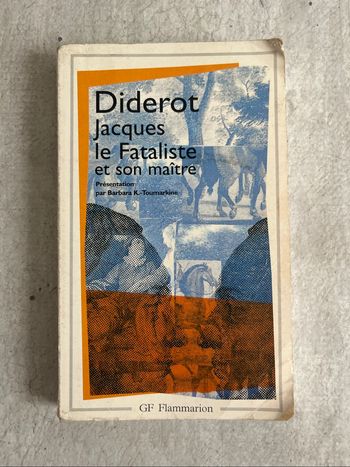 Diderot
Jacques
le Fataliste
et son maître
Présentation
par Barbara K.-Toumarkine
GF Flammarion